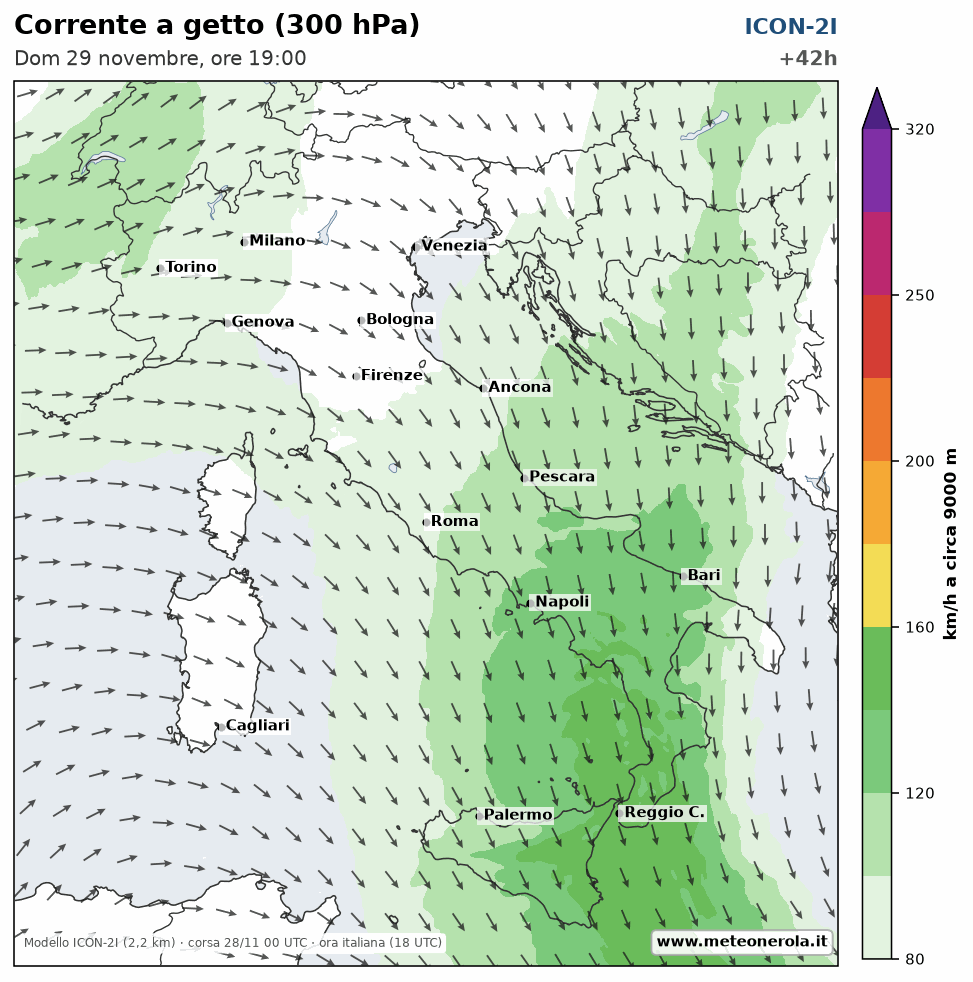 Corrente a getto (300 hPa)
ICON-2I
Dom 29 novembre, ore 19:00
+42h
Milano
Venezia
Torino
Genova
Bologna
Firenze
Ancona
Pescara
Roma
Bari
Napoli
Cagliari
Palermo
Reggio C.
320
250
200
160
120
80
km/h a circa 9000 m
Modello ICON-2I (2,2 km) · corsa 28/11 00 UTC · ora italiana (18 UTC)
www.meteonerola.it